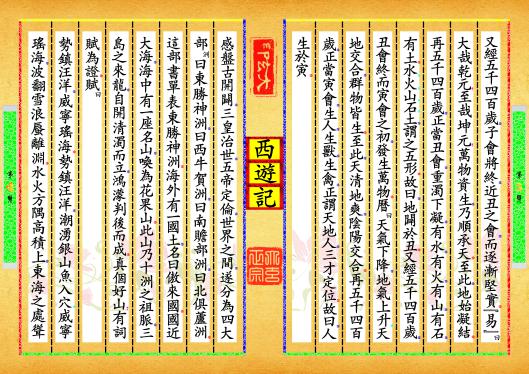 又經五千四百歲子會將終近丑之會而逐漸堅實易曰
大哉乾元至哉坤元萬物資生乃順承天至此地始凝結
再五千四百歲正當丑會重濁下凝有水有火有山有石
有土水火山石土謂之五形故曰地闢於丑又經五千四百歲
丑會終而寅會之初發生萬物曆曰天氣下降地氣上升天
地交合群物皆生至此天清地爽陰陽交合再五千四百
歲正當寅會生人生獸生禽正謂天地人三才定位故曰人
生於寅
西遊記
感盤古開闢三皇治世五帝定倫世界之間遂分為四大
部洲曰東勝神洲曰西牛賀洲曰南贍部洲曰北俱蘆洲
這部書單表東勝神洲海外有一國土名曰傲來國國近
大海海中有一座名山喚為花果山此山乃十洲之祖脈三
島之來龍自開清濁而立鴻濛判後而成真個好山有詞
賦為證賦曰
勢鎮汪洋威寧瑤海勢鎮汪洋潮湧銀山魚入穴威寧
瑤海波翻雪浪蜃離淵水火方隅高積上東海之處聳